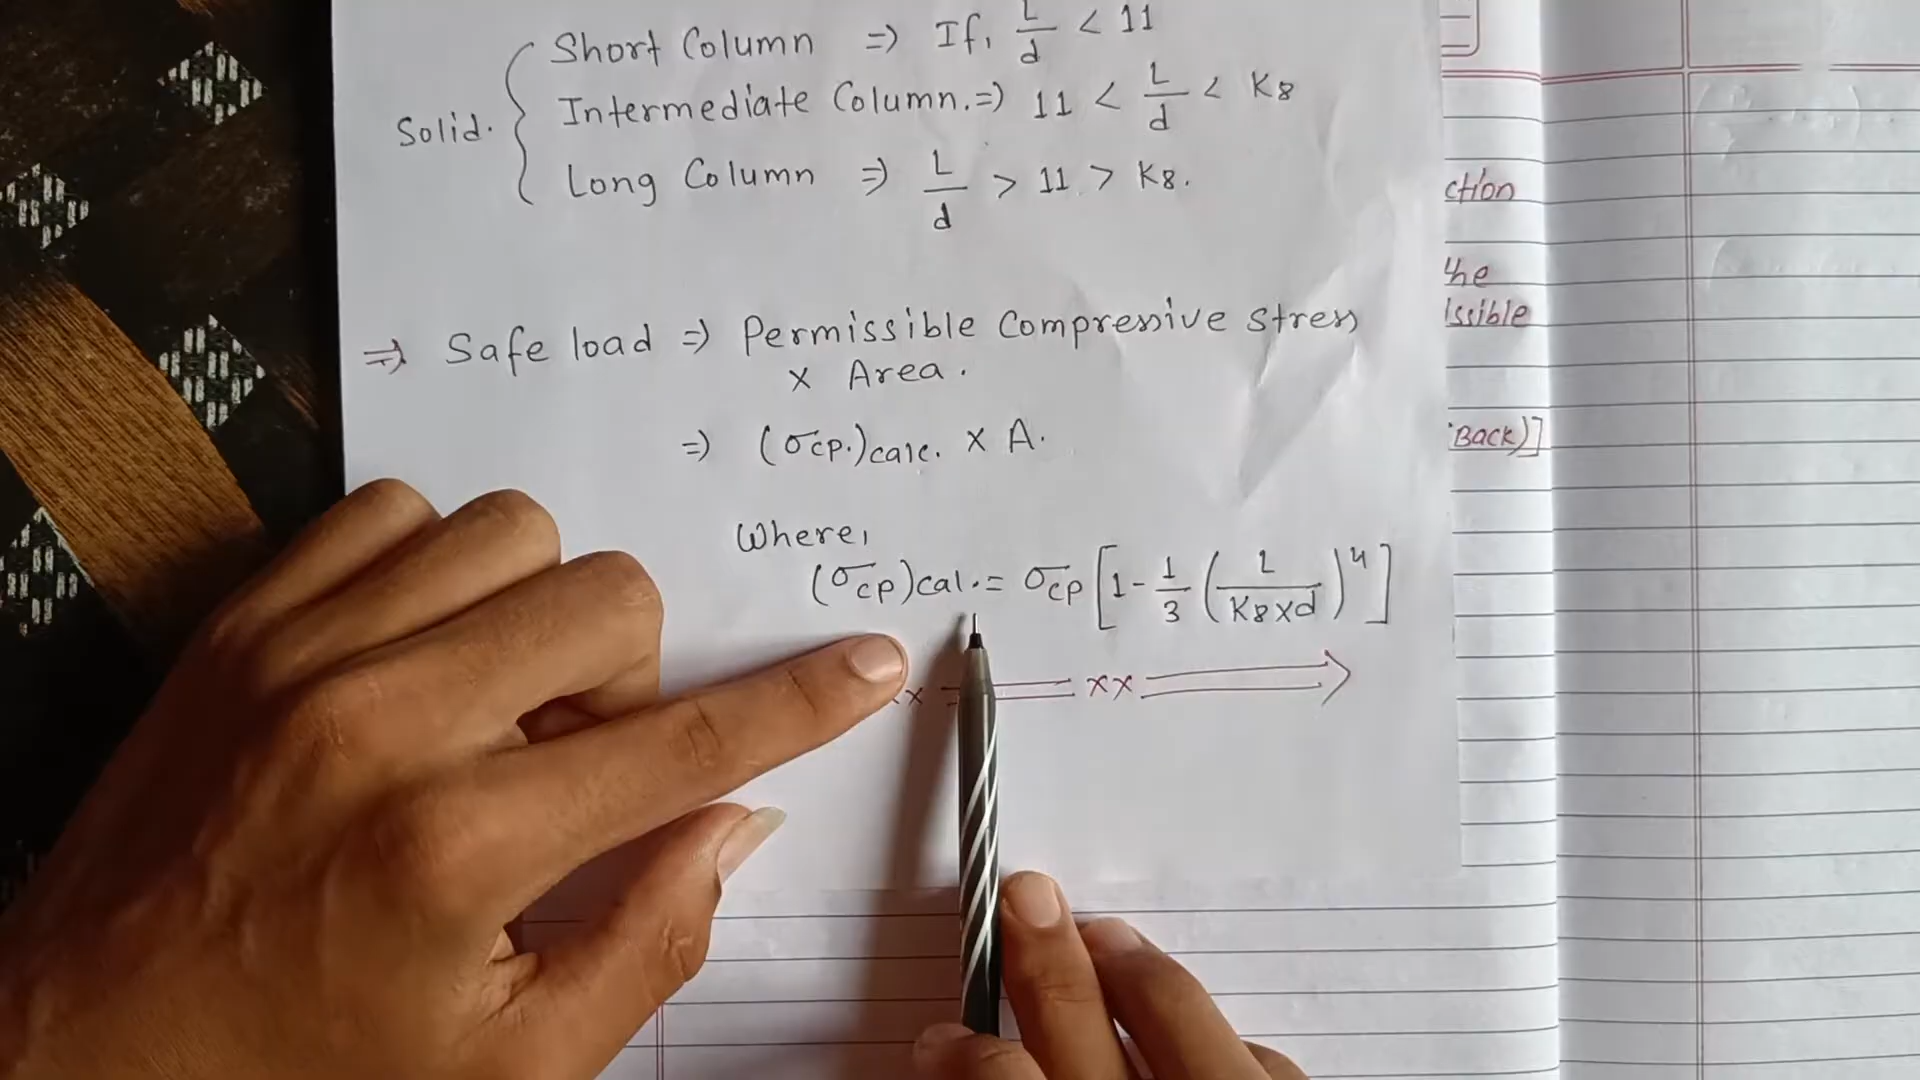 Solid.
Short Column => If, L/d < 11
Intermediate Column.=> 11 < L/d < K8
Long Column => L/d > 11 > K8.
=> Safe load => Permissible Compressive stress
x Area.
=> (σcp.)calc. x A.
Where,
(σcp)cal.= σcp [1 - 1/3 (L/K8xd)^4]
x = xx =>
ction
the
issible
Back)]